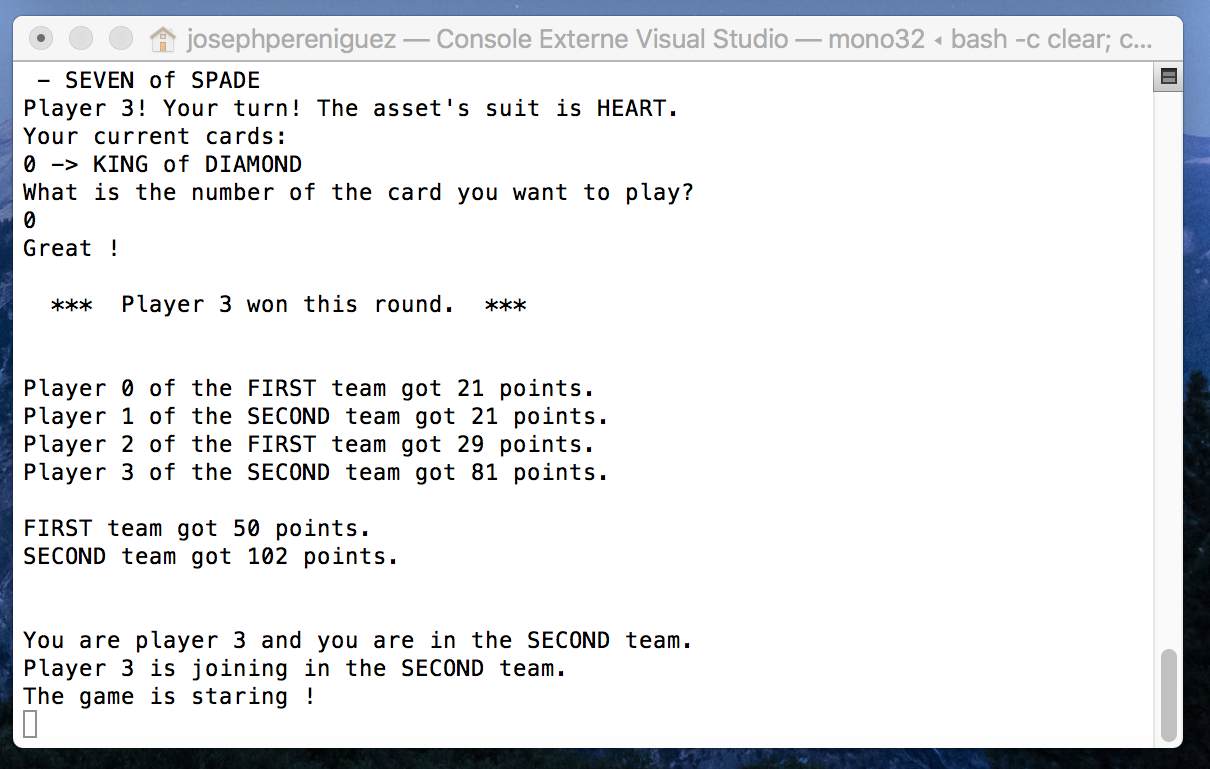 josephpereniguez — Console Externe Visual Studio — mono32 ◂ bash -c clear; c...
- SEVEN of SPADE
Player 3! Your turn! The asset's suit is HEART.
Your current cards:
0 -> KING of DIAMOND
What is the number of the card you want to play?
0
Great !
*** Player 3 won this round. ***
Player 0 of the FIRST team got 21 points.
Player 1 of the SECOND team got 21 points.
Player 2 of the FIRST team got 29 points.
Player 3 of the SECOND team got 81 points.
FIRST team got 50 points.
SECOND team got 102 points.
You are player 3 and you are in the SECOND team.
Player 3 is joining in the SECOND team.
The game is staring !